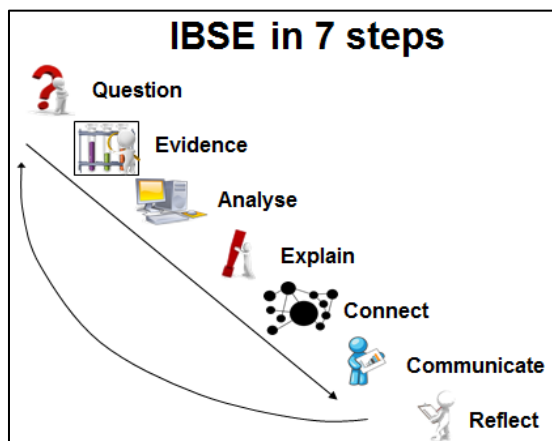 IBSE in 7 steps
Question
Evidence
Analyse
Explain
Connect
Communicate
Reflect